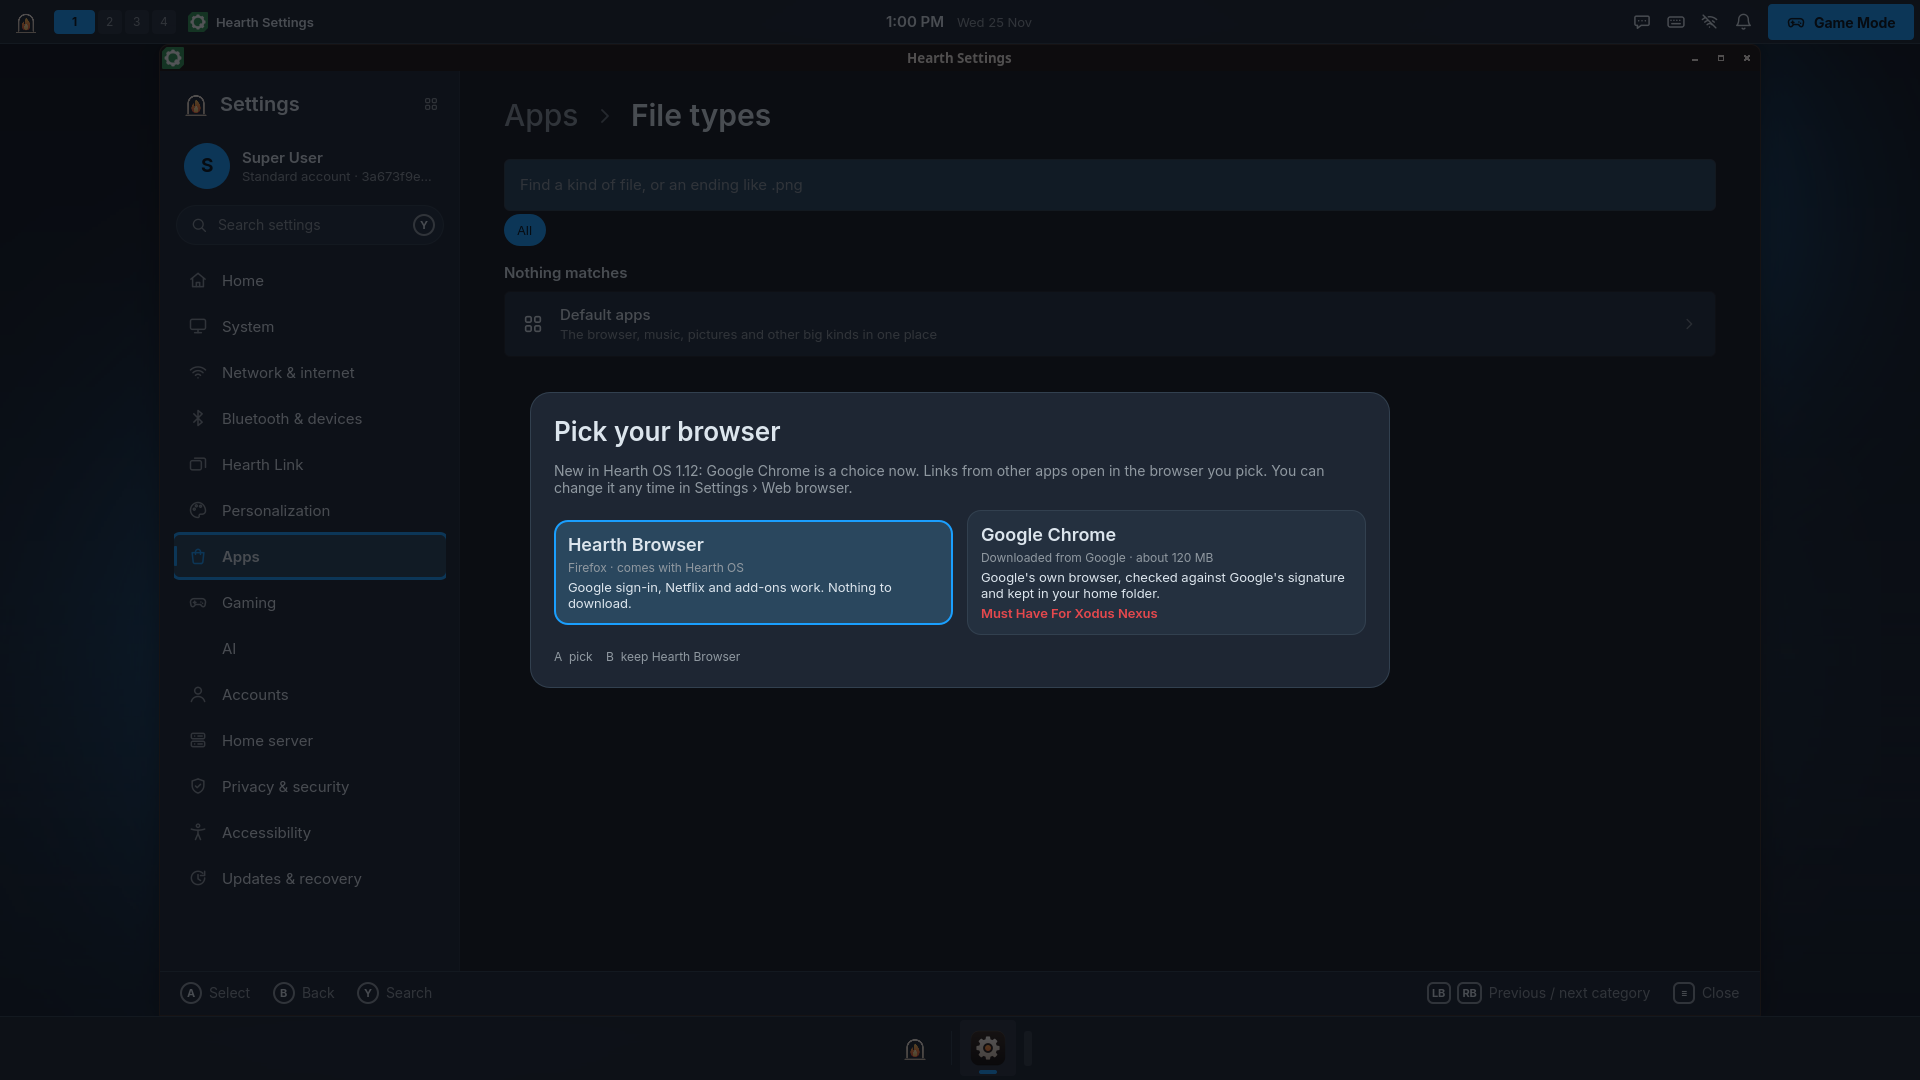 1 2 3 4 Hearth Settings
1:00 PM Wed 25 Nov
Game Mode
Hearth Settings
Settings
S
Super User
Standard account · 3a673f9e...
Search settings Y
Home
System
Network & internet
Bluetooth & devices
Hearth Link
Personalization
Apps
Gaming
AI
Accounts
Home server
Privacy & security
Accessibility
Updates & recovery
Apps > File types
Find a kind of file, or an ending like .png
All
Nothing matches
Default apps
The browser, music, pictures and other big kinds in one place
Pick your browser
New in Hearth OS 1.12: Google Chrome is a choice now. Links from other apps open in the browser you pick. You can
change it any time in Settings › Web browser.
Hearth Browser
Firefox · comes with Hearth OS
Google sign-in, Netflix and add-ons work. Nothing to
download.
Google Chrome
Downloaded from Google · about 120 MB
Google's own browser, checked against Google's signature
and kept in your home folder.
Must Have For Xodus Nexus
A pick B keep Hearth Browser
A Select B Back Y Search
LB RB Previous / next category ≡ Close